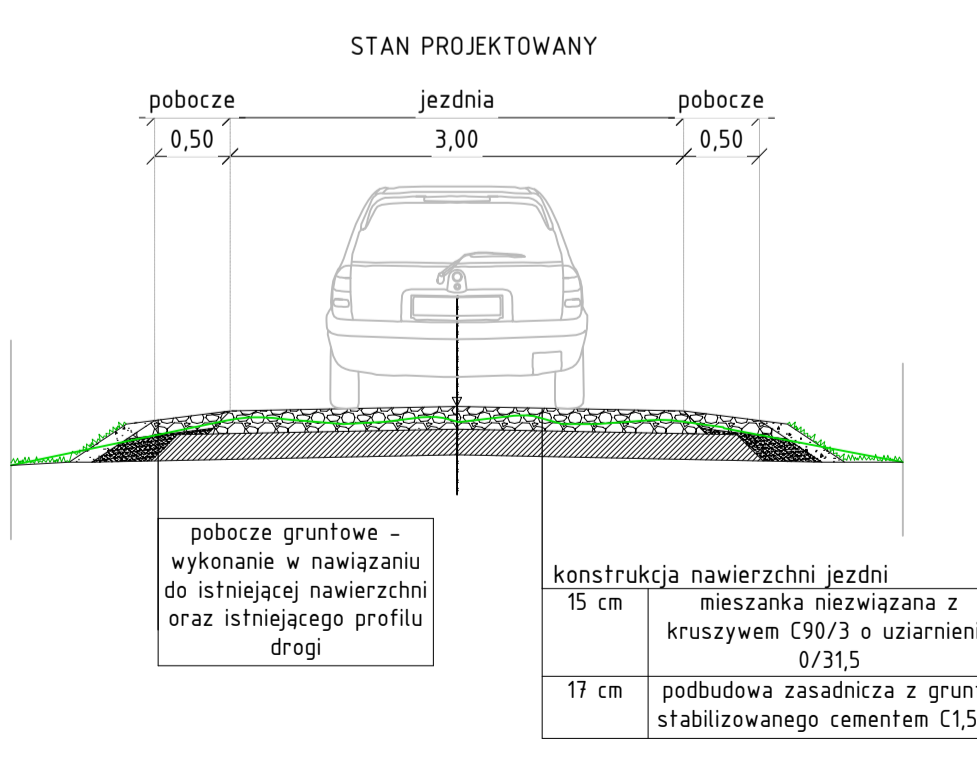 STAN PROJEKTOWANY
pobocze jezdnia pobocze
0,50 3,00 0,50
pobocze gruntowe -
wykonanie w nawiązaniu
do istniejącej nawierzchni
oraz istniejącego profilu
drogi
konstrukcja nawierzchni jezdni
15 cm mieszanka niezwiązana z
kruszywem C90/3 o
0/31,5
17 cm podbudowa zasadnicza z
stabilizowanego cementem C1,5